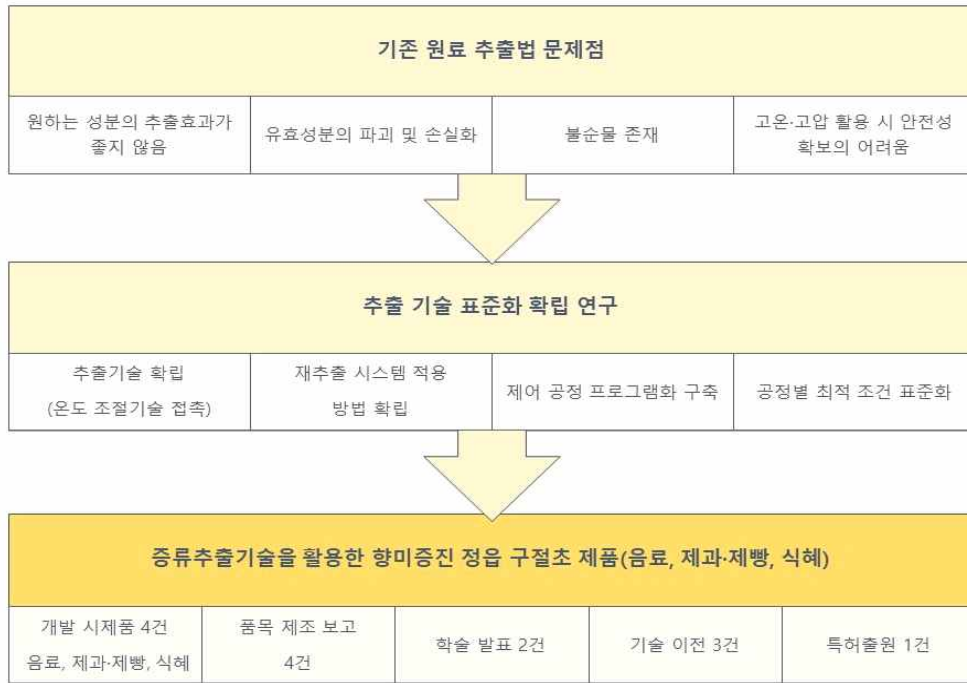 기존 원료 추출법 문제점
원하는 성분의 추출효과가
좋지 않음
유효성분의 파괴 및 손실화
불순물 존재
고온·고압 활용 시 안전성
확보의 어려움
추출 기술 표준화 확립 연구
추출기술 확립
(온도 조절기술 접촉)
재추출 시스템 적용
방법 확립
제어 공정 프로그램화 구축
공정별 최적 조건 표준화
증류추출기술을 활용한 향미증진 정읍 구절초 제품(음료, 제과·제빵, 식혜)
개발 시제품 4건
음료, 제과·제빵, 식혜
품목 제조 보고
4건
학술 발표 2건
기술 이전 3건
특허출원 1건